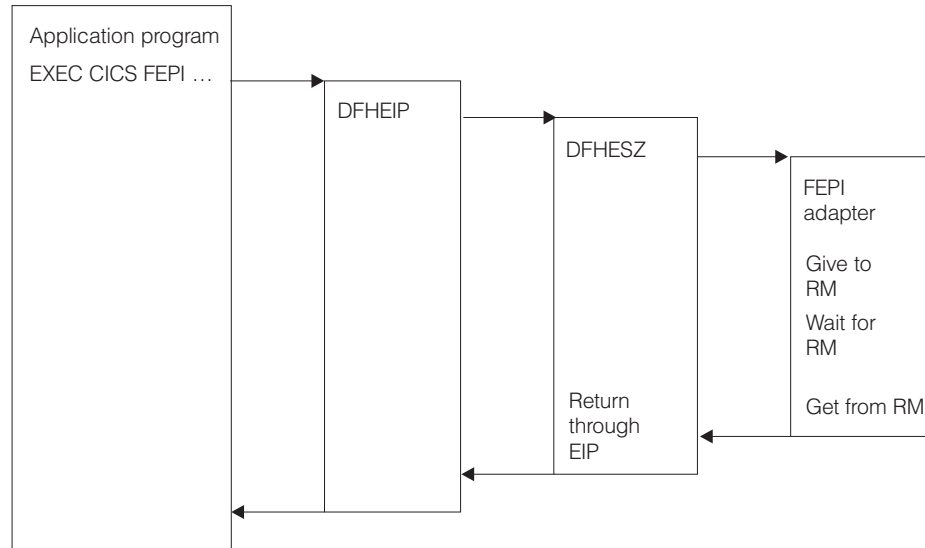 Application program
EXEC CICS FEPI …
DFHEIP
DFHESZ
Return
through
EIP
FEPI
adapter
Give to
RM
Wait for
RM
Get from RM